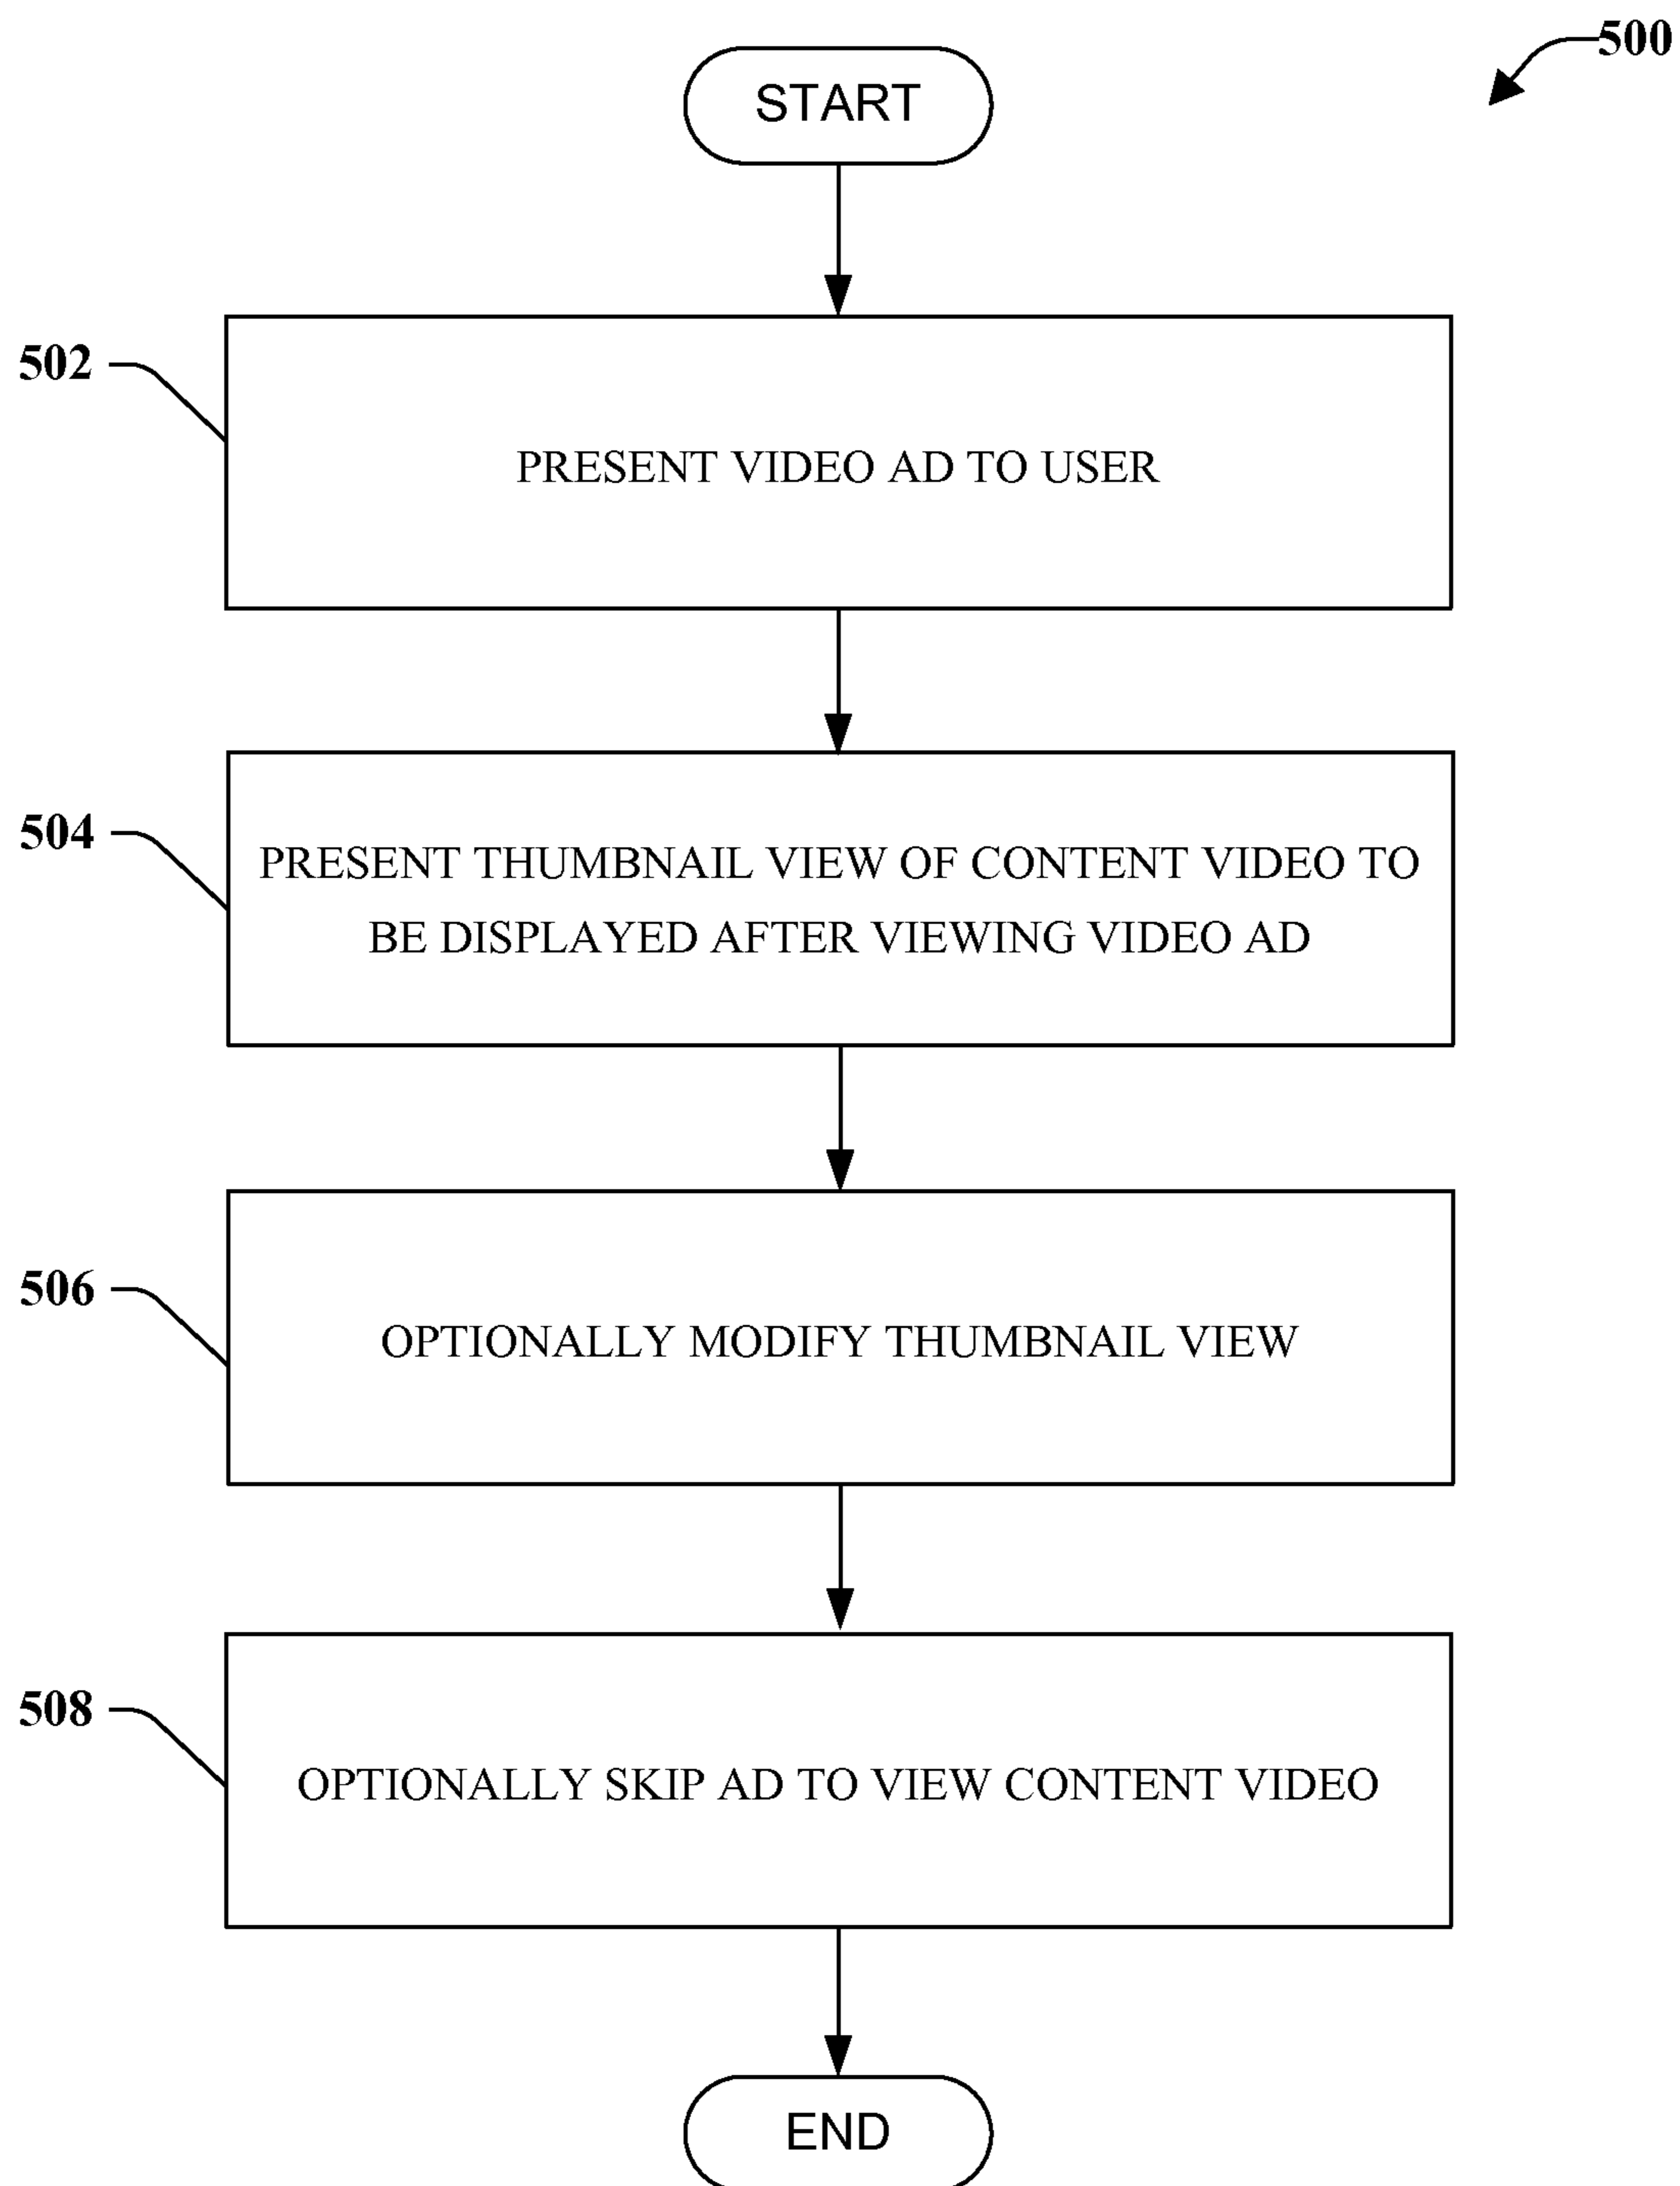 500
START
502
PRESENT VIDEO AD TO USER
504
PRESENT THUMBNAIL VIEW OF CONTENT VIDEO TO
BE DISPLAYED AFTER VIEWING VIDEO AD
506
OPTIONALLY MODIFY THUMBNAIL VIEW
508
OPTIONALLY SKIP AD TO VIEW CONTENT VIDEO
END